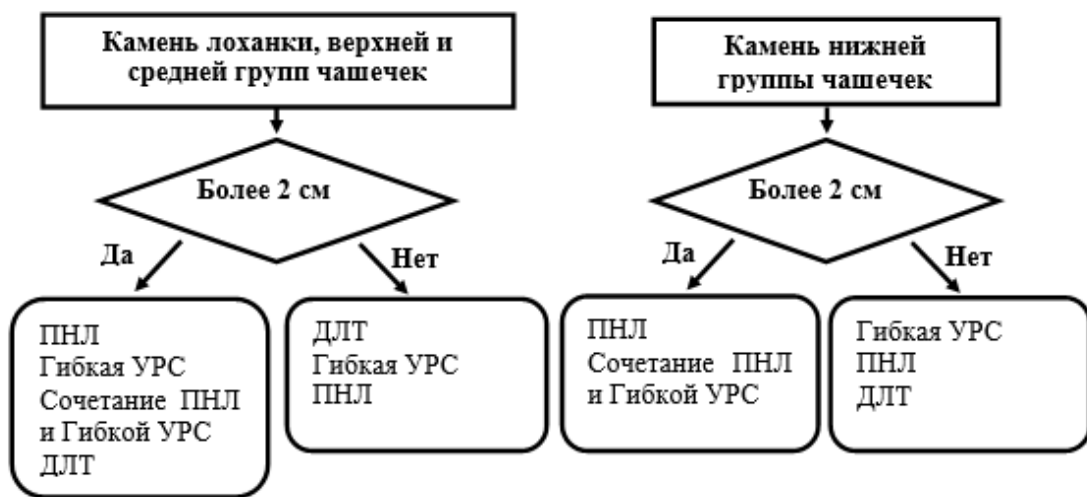 Камень лоханки, верхней и
средней групп чашечек
Более 2 см
Да
Нет
ПНЛ
Гибкая УРС
Сочетание ПНЛ
и Гибкой УРС
ДЛТ
ДЛТ
Гибкая УРС
ПНЛ
Камень нижней
группы чашечек
Более 2 см
Да
Нет
ПНЛ
Сочетание ПНЛ
и Гибкой УРС
Гибкая УРС
ПНЛ
ДЛТ